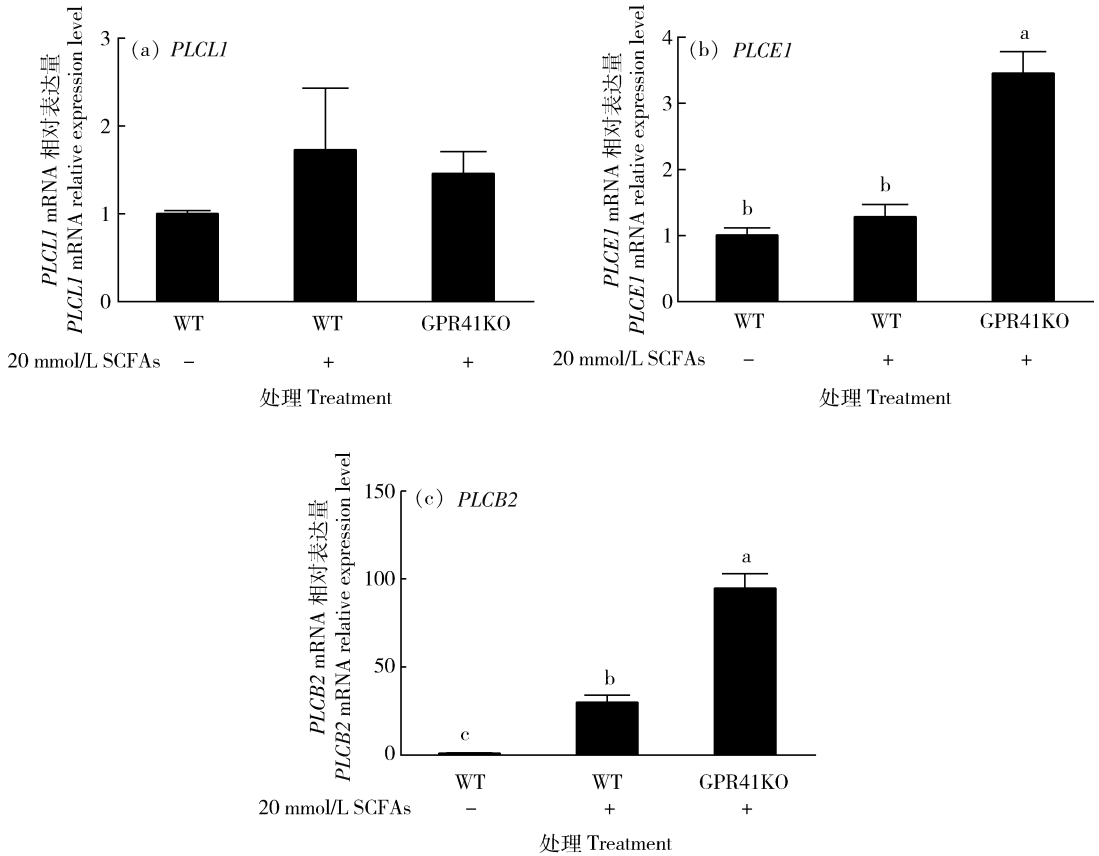 (a) PLCL1
PLCL1 mRNA 相对表达量
PLCL1 mRNA relative expression level
3
2
1
0
WT WT GPR41KO
20 mmol/L SCFAs − + +
处理 Treatment
(b) PLCE1
PLCE1 mRNA 相对表达量
PLCE1 mRNA relative expression level
4
3
2
1
0
b b a
WT WT GPR41KO
20 mmol/L SCFAs − + +
处理 Treatment
(c) PLCB2
PLCB2 mRNA 相对表达量
PLCB2 mRNA relative expression level
150
100
50
0
c b a
WT WT GPR41KO
20 mmol/L SCFAs − + +
处理 Treatment